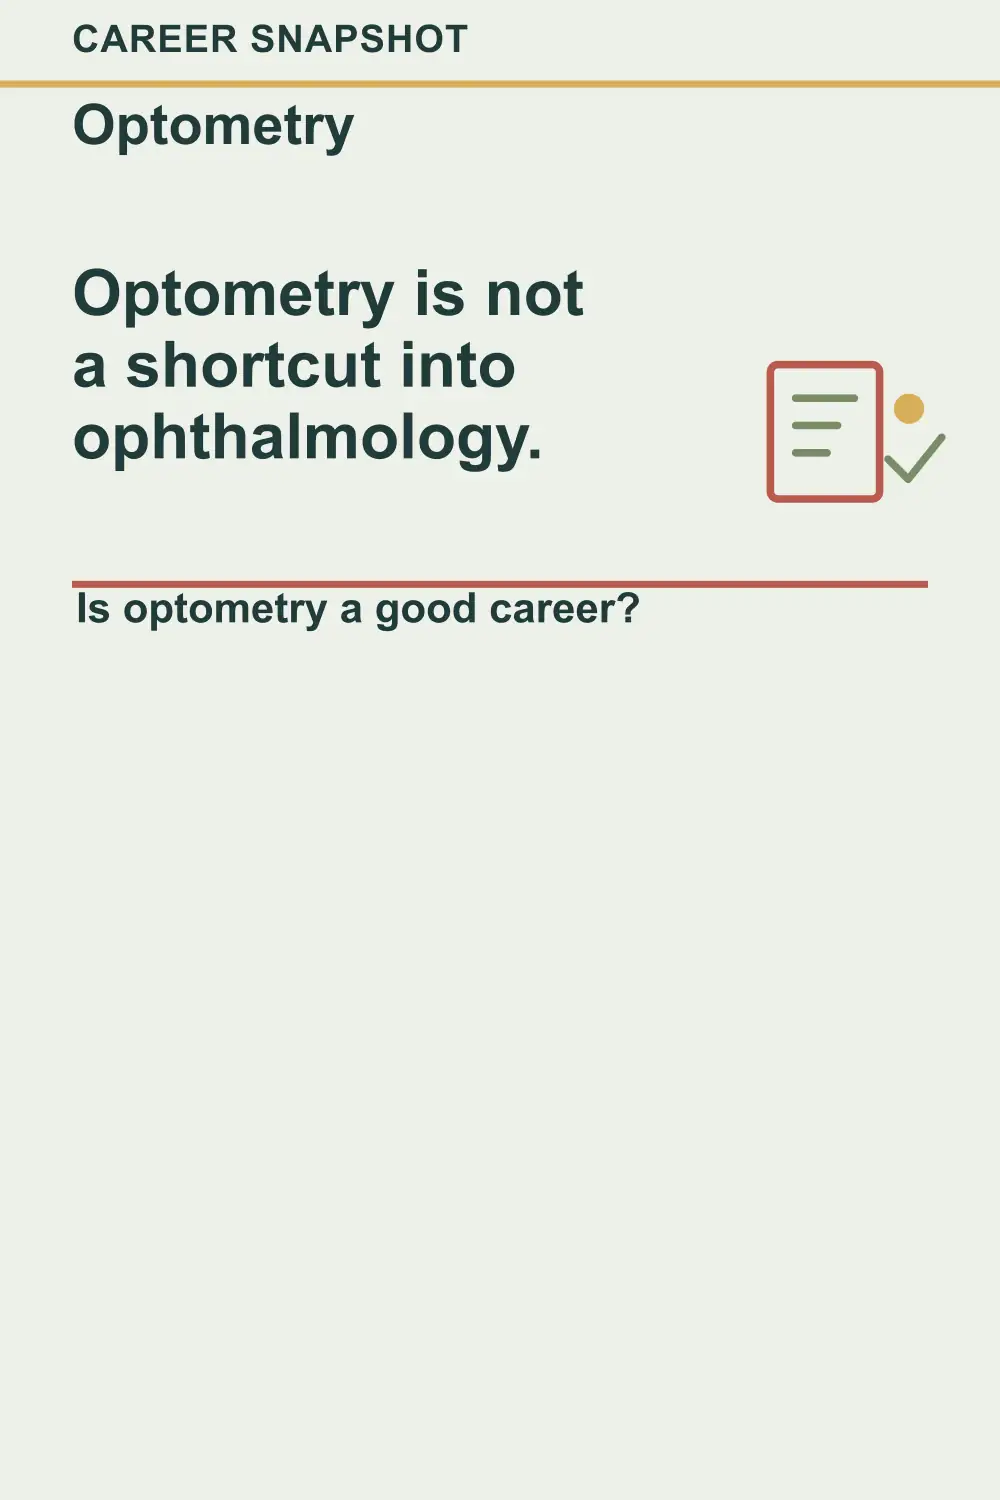 CAREER SNAPSHOT
Optometry
Optometry is not
a shortcut into
ophthalmology.
Is optometry a good career?